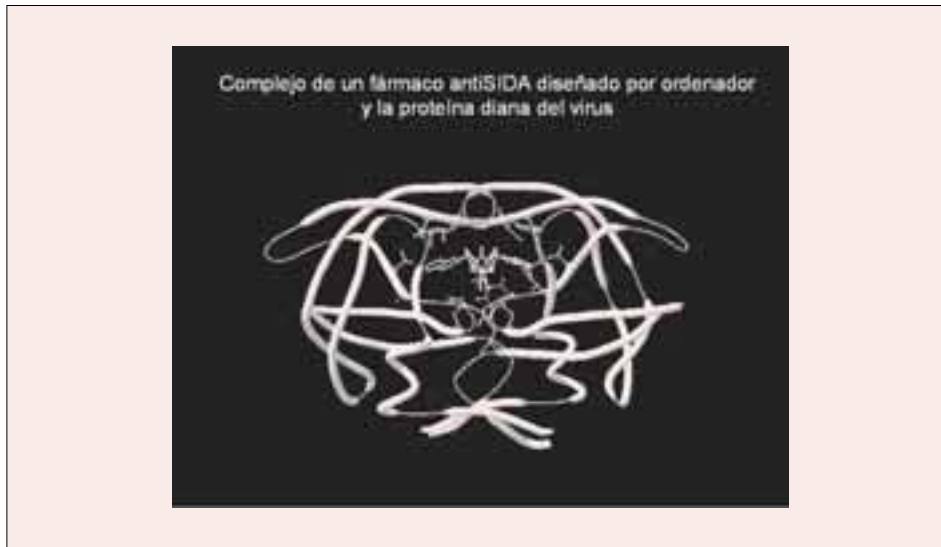 Complejo de un fármaco antiSIDA diseñado por ordenador
y la proteína diana del virus